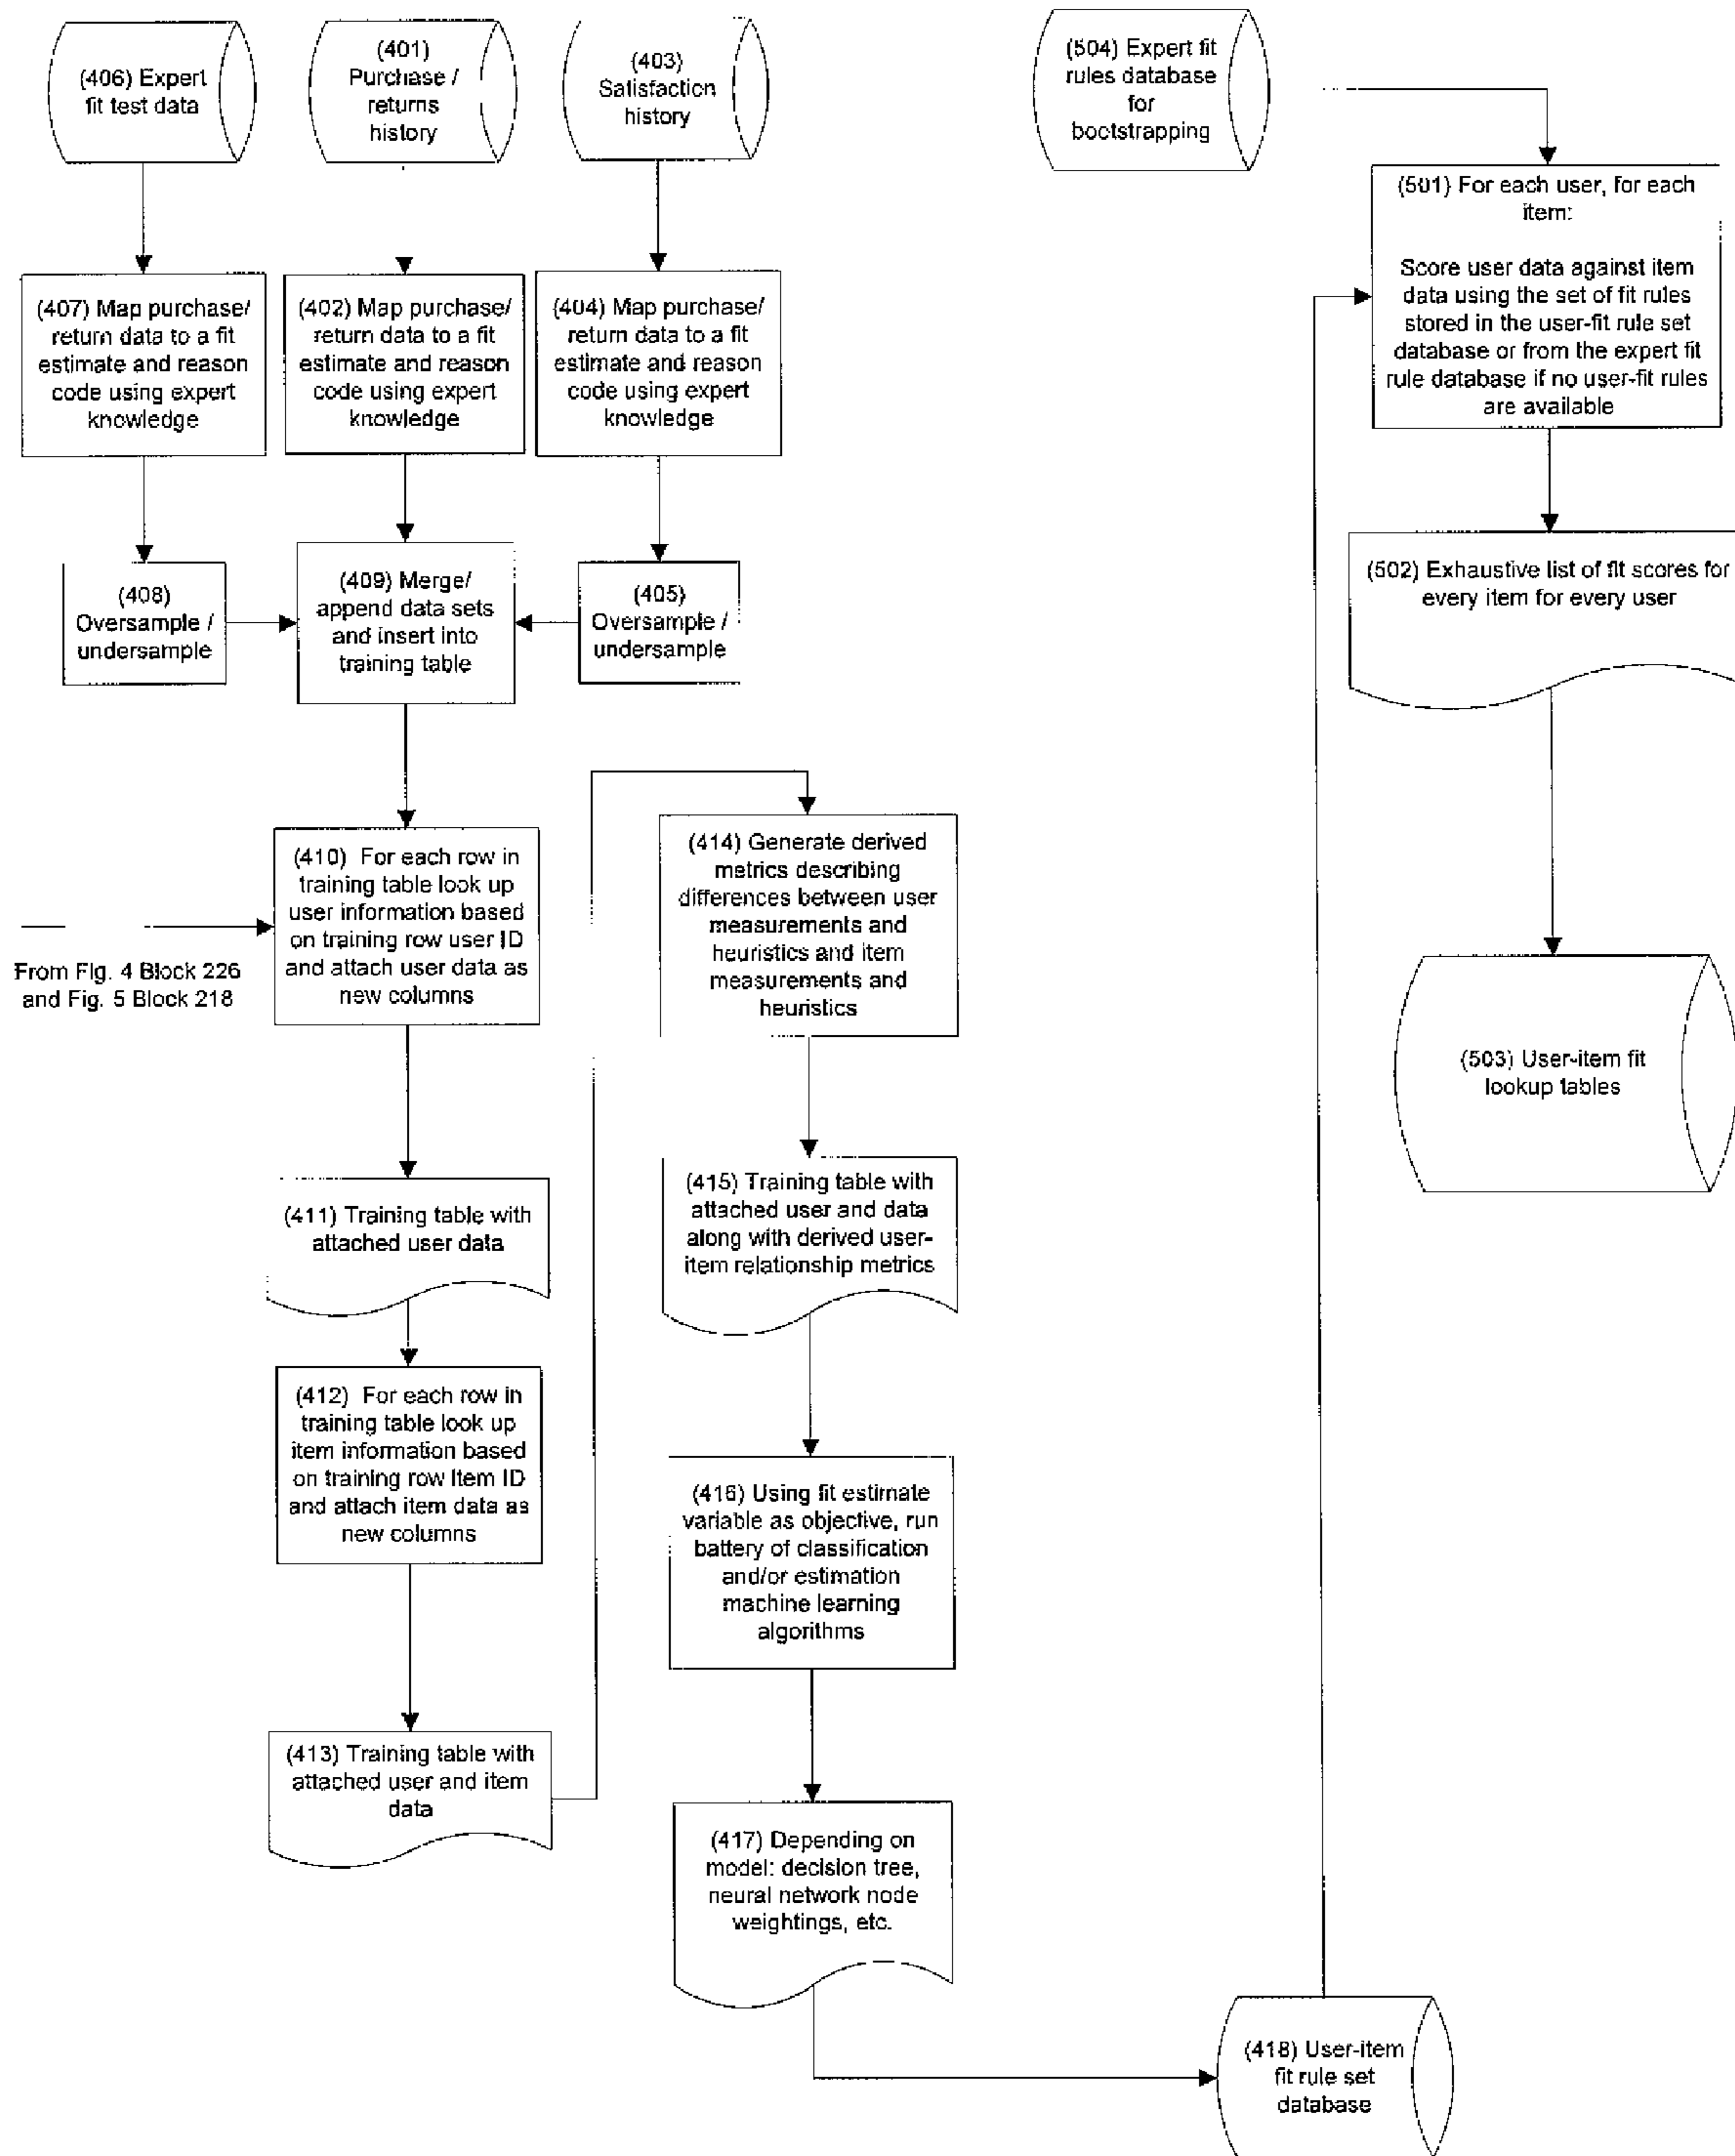 (406) Expert
fit test data
(401)
Purchase /
returns
history
(403)
Satisfaction
history
(504) Expert fit
rules database
for
bootstrapping
(407) Map purchase/
return data to a fit
estimate and reason
code using expert
knowledge
(402) Map purchase/
return data to a fit
estimate and reason
code using expert
knowledge
(404) Map purchase/
return data to a fit
estimate and reason
code using expert
knowledge
(501) For each user, for each
item:
Score user data against item
data using the set of fit rules
stored in the user-fit rule set
database or from the expert fit
rule database if no user-fit rules
are available
(408)
Oversample /
undersample
(409) Merge/
append data sets
and insert into
training table
(405)
Oversample /
undersample
(502) Exhaustive list of fit scores for
every item for every user
From Fig. 4 Block 226
and Fig. 5 Block 218
(410) For each row in
training table look up
user information based
on training row user ID
and attach user data as
new columns
(414) Generate derived
metrics describing
differences between user
measurements and
heuristics and item
measurements and
heuristics
(503) User-item fit
lookup tables
(411) Training table with
attached user data
(415) Training table with
attached user and data
along with derived user-
item relationship metrics
(412) For each row in
training table look up
item information based
on training row Item ID
and attach item data as
new columns
(416) Using fit estimate
variable as objective, run
battery of classification
and/or estimation
machine learning
algorithms
(413) Training table with
attached user and item
data
(417) Depending on
model: decision tree,
neural network node
weightings, etc.
(418) User-item
fit rule set
database